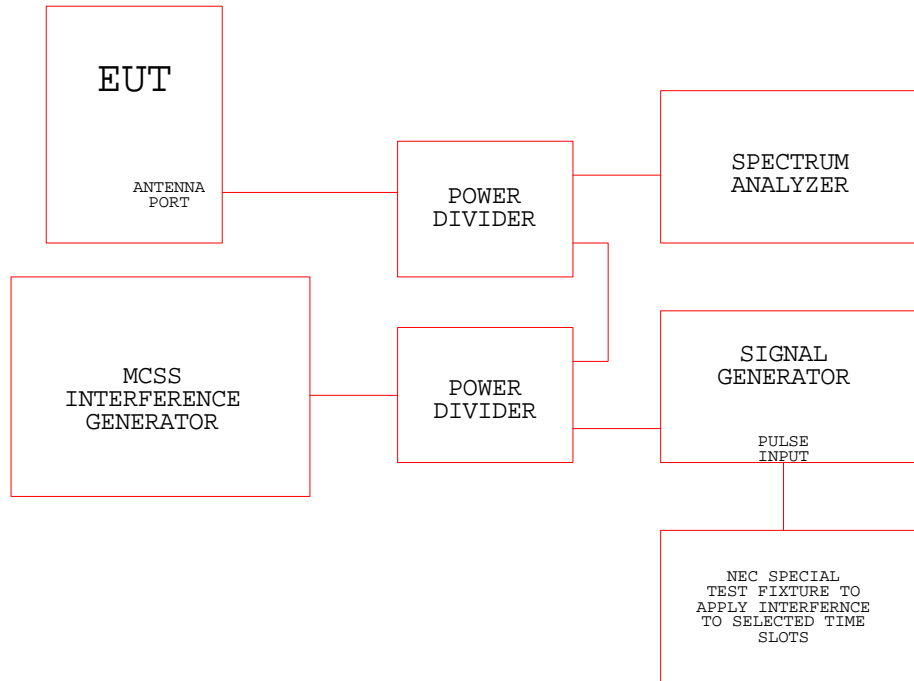 EUT
ANTENNA
PORT
POWER
DIVIDER
SPECTRUM
ANALYZER
MCSS
INTERFERENCE
GENERATOR
POWER
DIVIDER
SIGNAL
GENERATOR
PULSE
INPUT
NEC SPECIAL
TEST FIXTURE TO
APPLY INTERFERNCE
TO SELECTED TIME
SLOTS